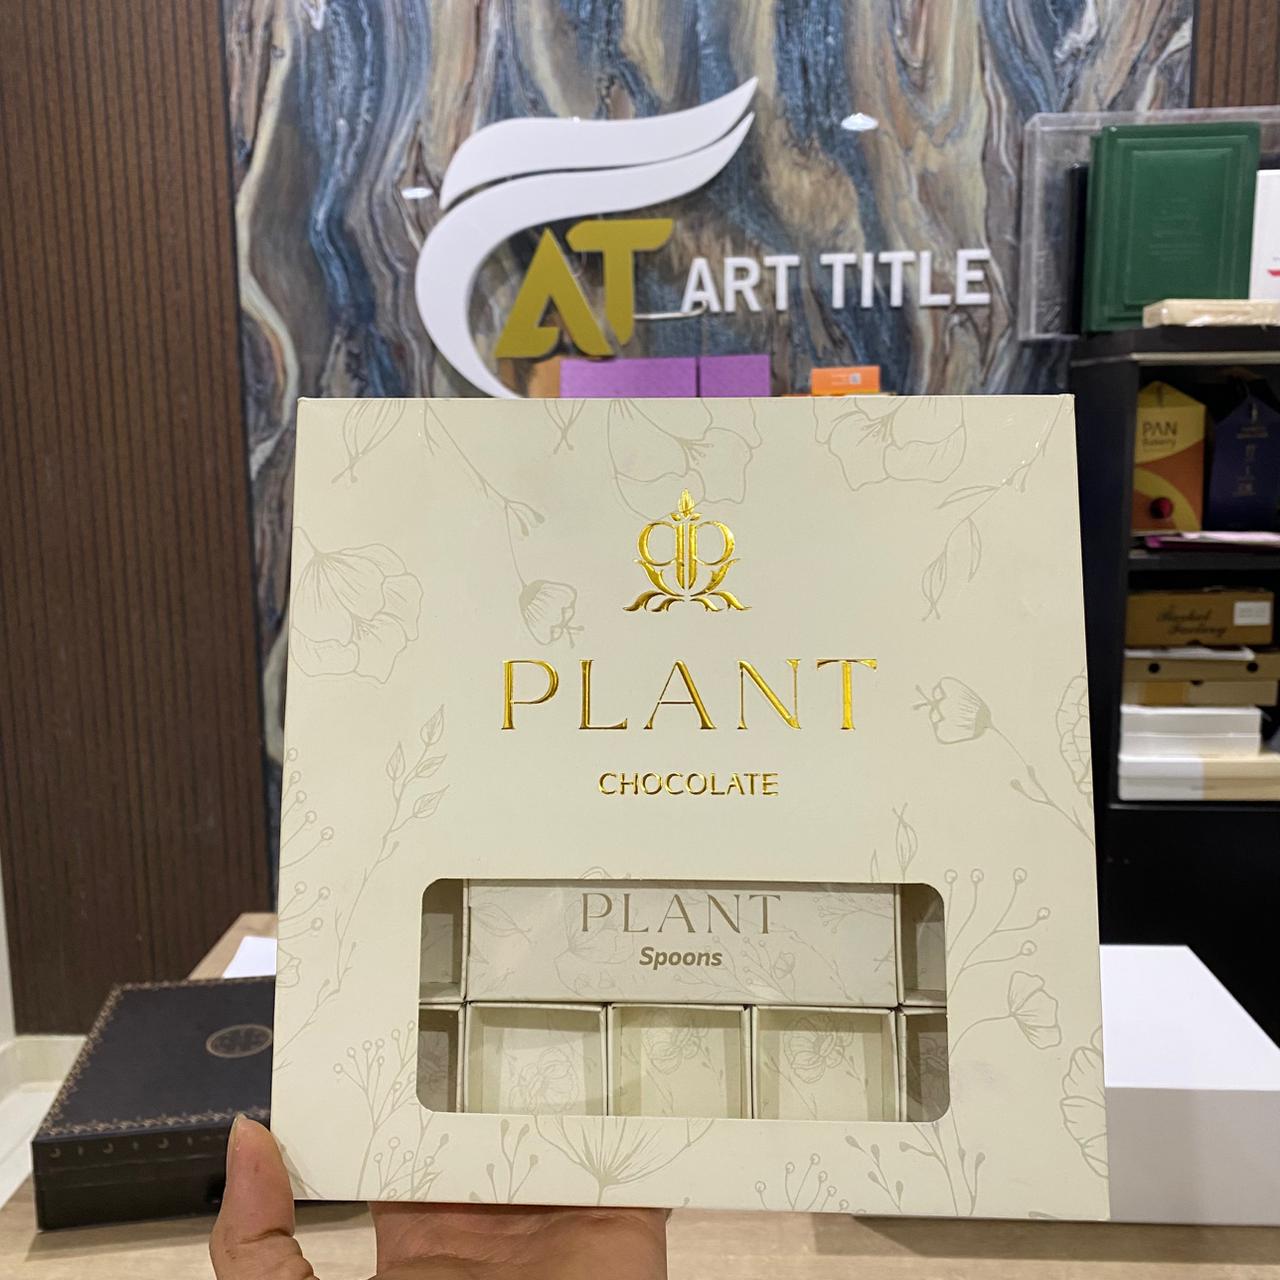 AT ART TITLE
PLANT
CHOCOLATE
PLANT
Spoons
PAN
Bakery